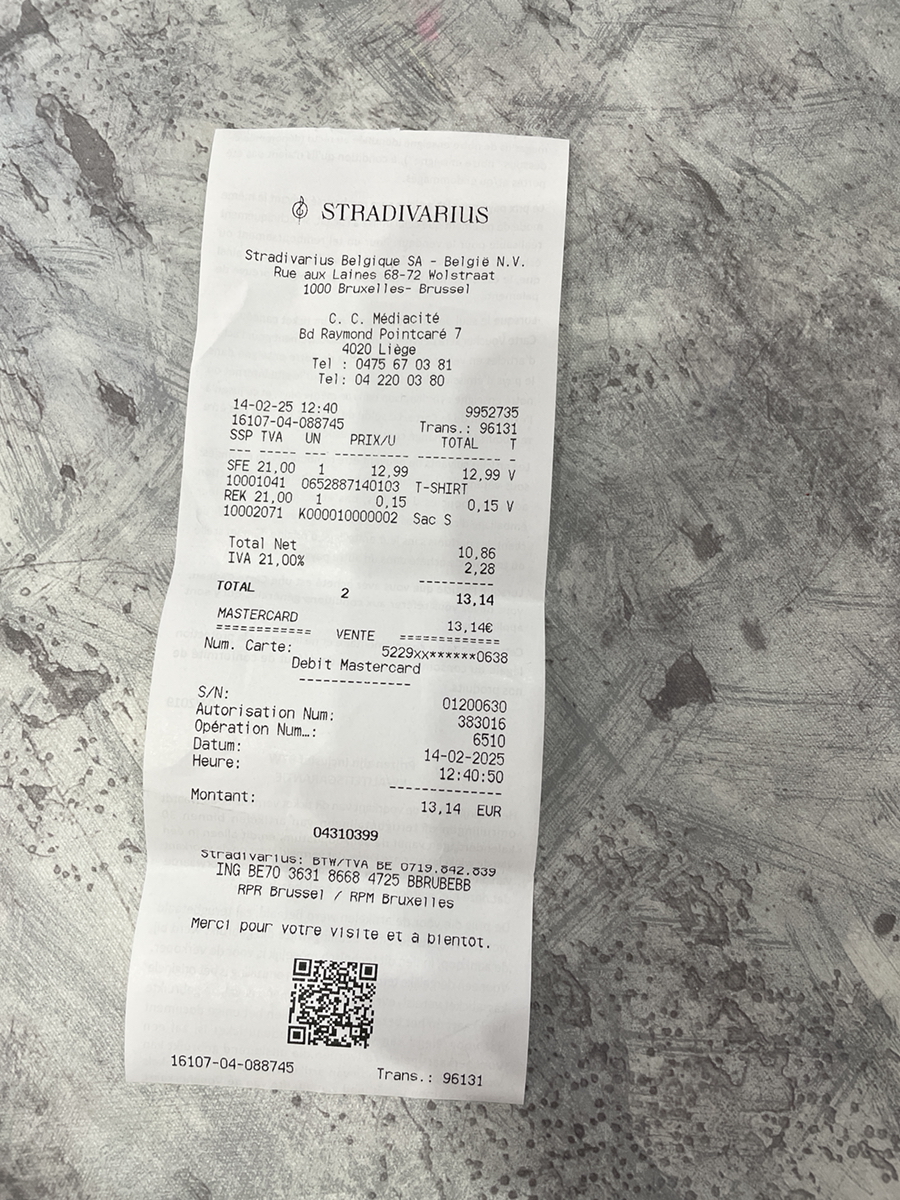 STRADIVARIUS
Stradivarius Belgique SA - België N.V.
Rue aux Laines 68-72 Wolstraat
1000 Bruxelles- Brussel
C. C. Médiacité
Bd Raymond Pointcaré 7
4020 Liège
Tel : 0475 67 03 81
Tel: 04 220 03 80
14-02-25 12:40 9952735
16107-04-088745 Trans.: 96131
SSP TVA UN PRIX/U TOTAL T
--- ----- --- ---------- ------------ -
SFE 21,00 1 12,99 12,99 V
10001041 0652887140103 T-SHIRT
REK 21,00 1 0,15 0,15 V
10002071 K000010000002 Sac S
Total Net 10,86
IVA 21,00% 2,28
----------
TOTAL 2 13,14
MASTERCARD 13,14€
============ VENTE =============
Num. Carte: 5229XX******0638
Debit Mastercard
--------------
S/N: 01200630
Autorisation Num: 383016
Opération Num…: 6510
Datum: 14-02-2025
Heure: 12:40:50
--------------
Montant: 13,14 EUR
04310399
Stradivarius: BTW/TVA BE 0719.842.839
ING BE70 3631 8668 4725 BBRUBEBB
RPR Brussel / RPM Bruxelles
Merci pour votre visite et a bientot.
16107-04-088745 Trans.: 96131